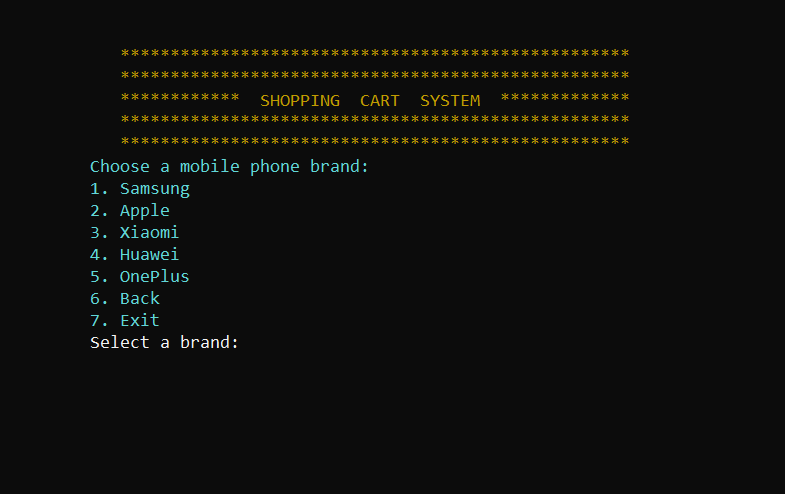 ***************************************************
***************************************************
************  SHOPPING  CART  SYSTEM  *************
***************************************************
***************************************************
Choose a mobile phone brand:
1. Samsung
2. Apple
3. Xiaomi
4. Huawei
5. OnePlus
6. Back
7. Exit
Select a brand: